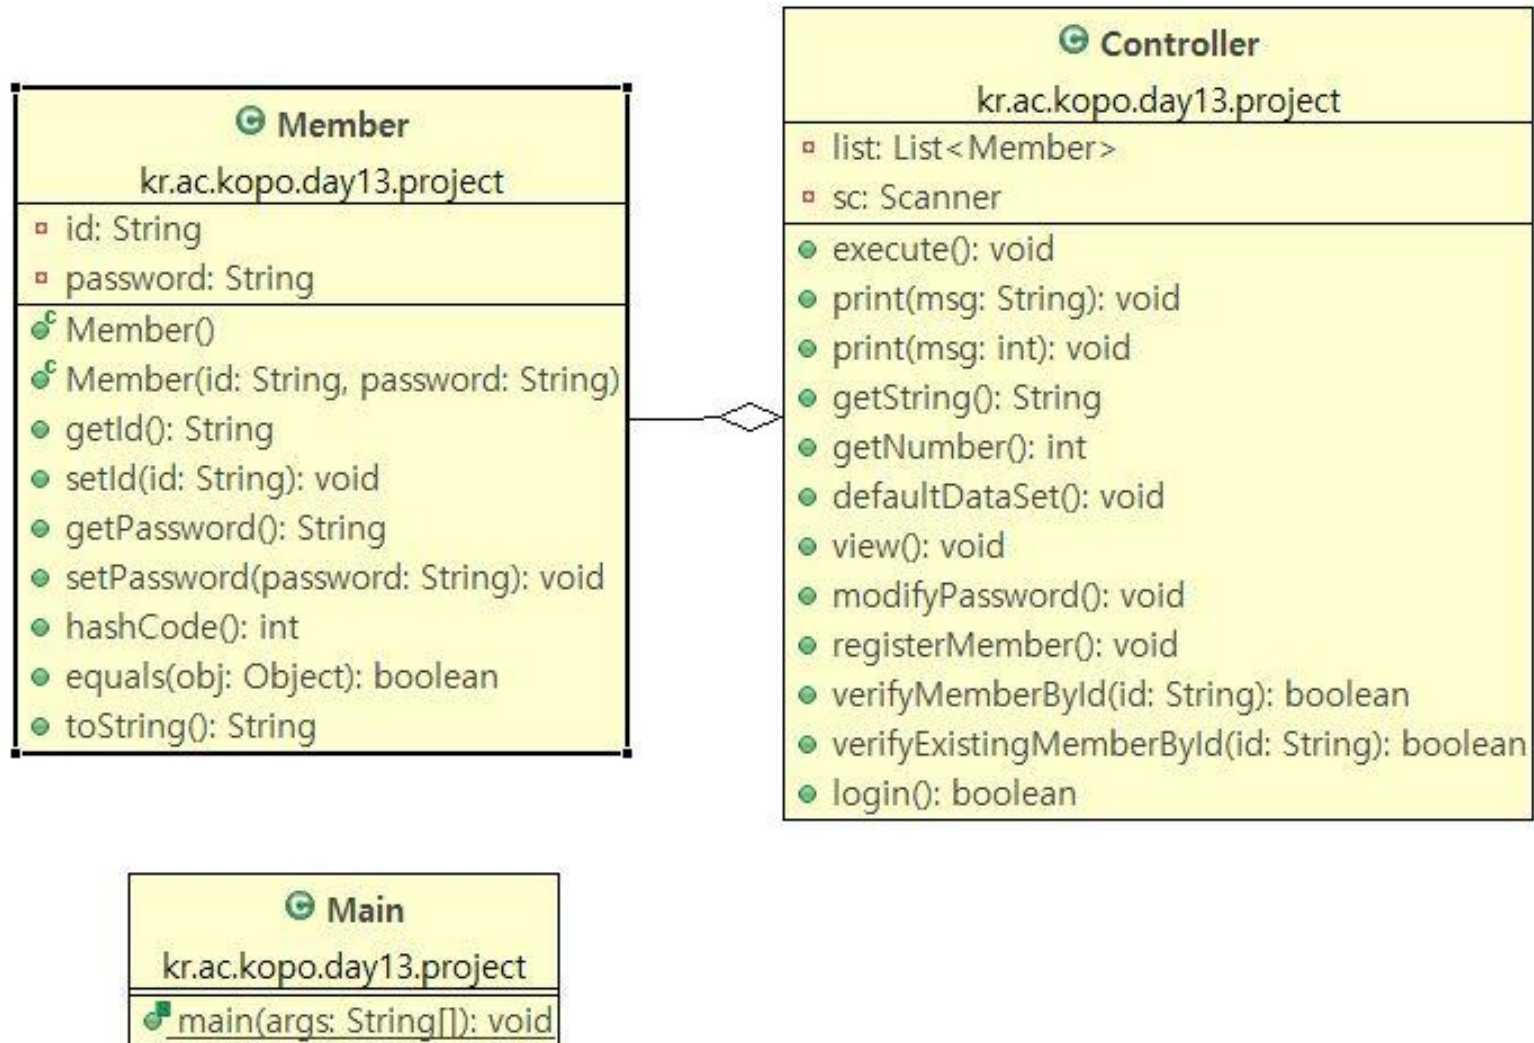 Member
kr.ac.kopo.day13.project
id: String
password: String
Member()
Member(id: String, password: String)
getId(): String
setId(id: String): void
getPassword(): String
setPassword(password: String): void
hashCode(): int
equals(obj: Object): boolean
toString(): String
Controller
kr.ac.kopo.day13.project
list: List<Member>
sc: Scanner
execute(): void
print(msg: String): void
print(msg: int): void
getString(): String
getNumber(): int
defaultDataSet(): void
view(): void
modifyPassword(): void
registerMember(): void
verifyMemberById(id: String): boolean
verifyExistingMemberById(id: String): boolean
login(): boolean
Main
kr.ac.kopo.day13.project
main(args: String[]): void